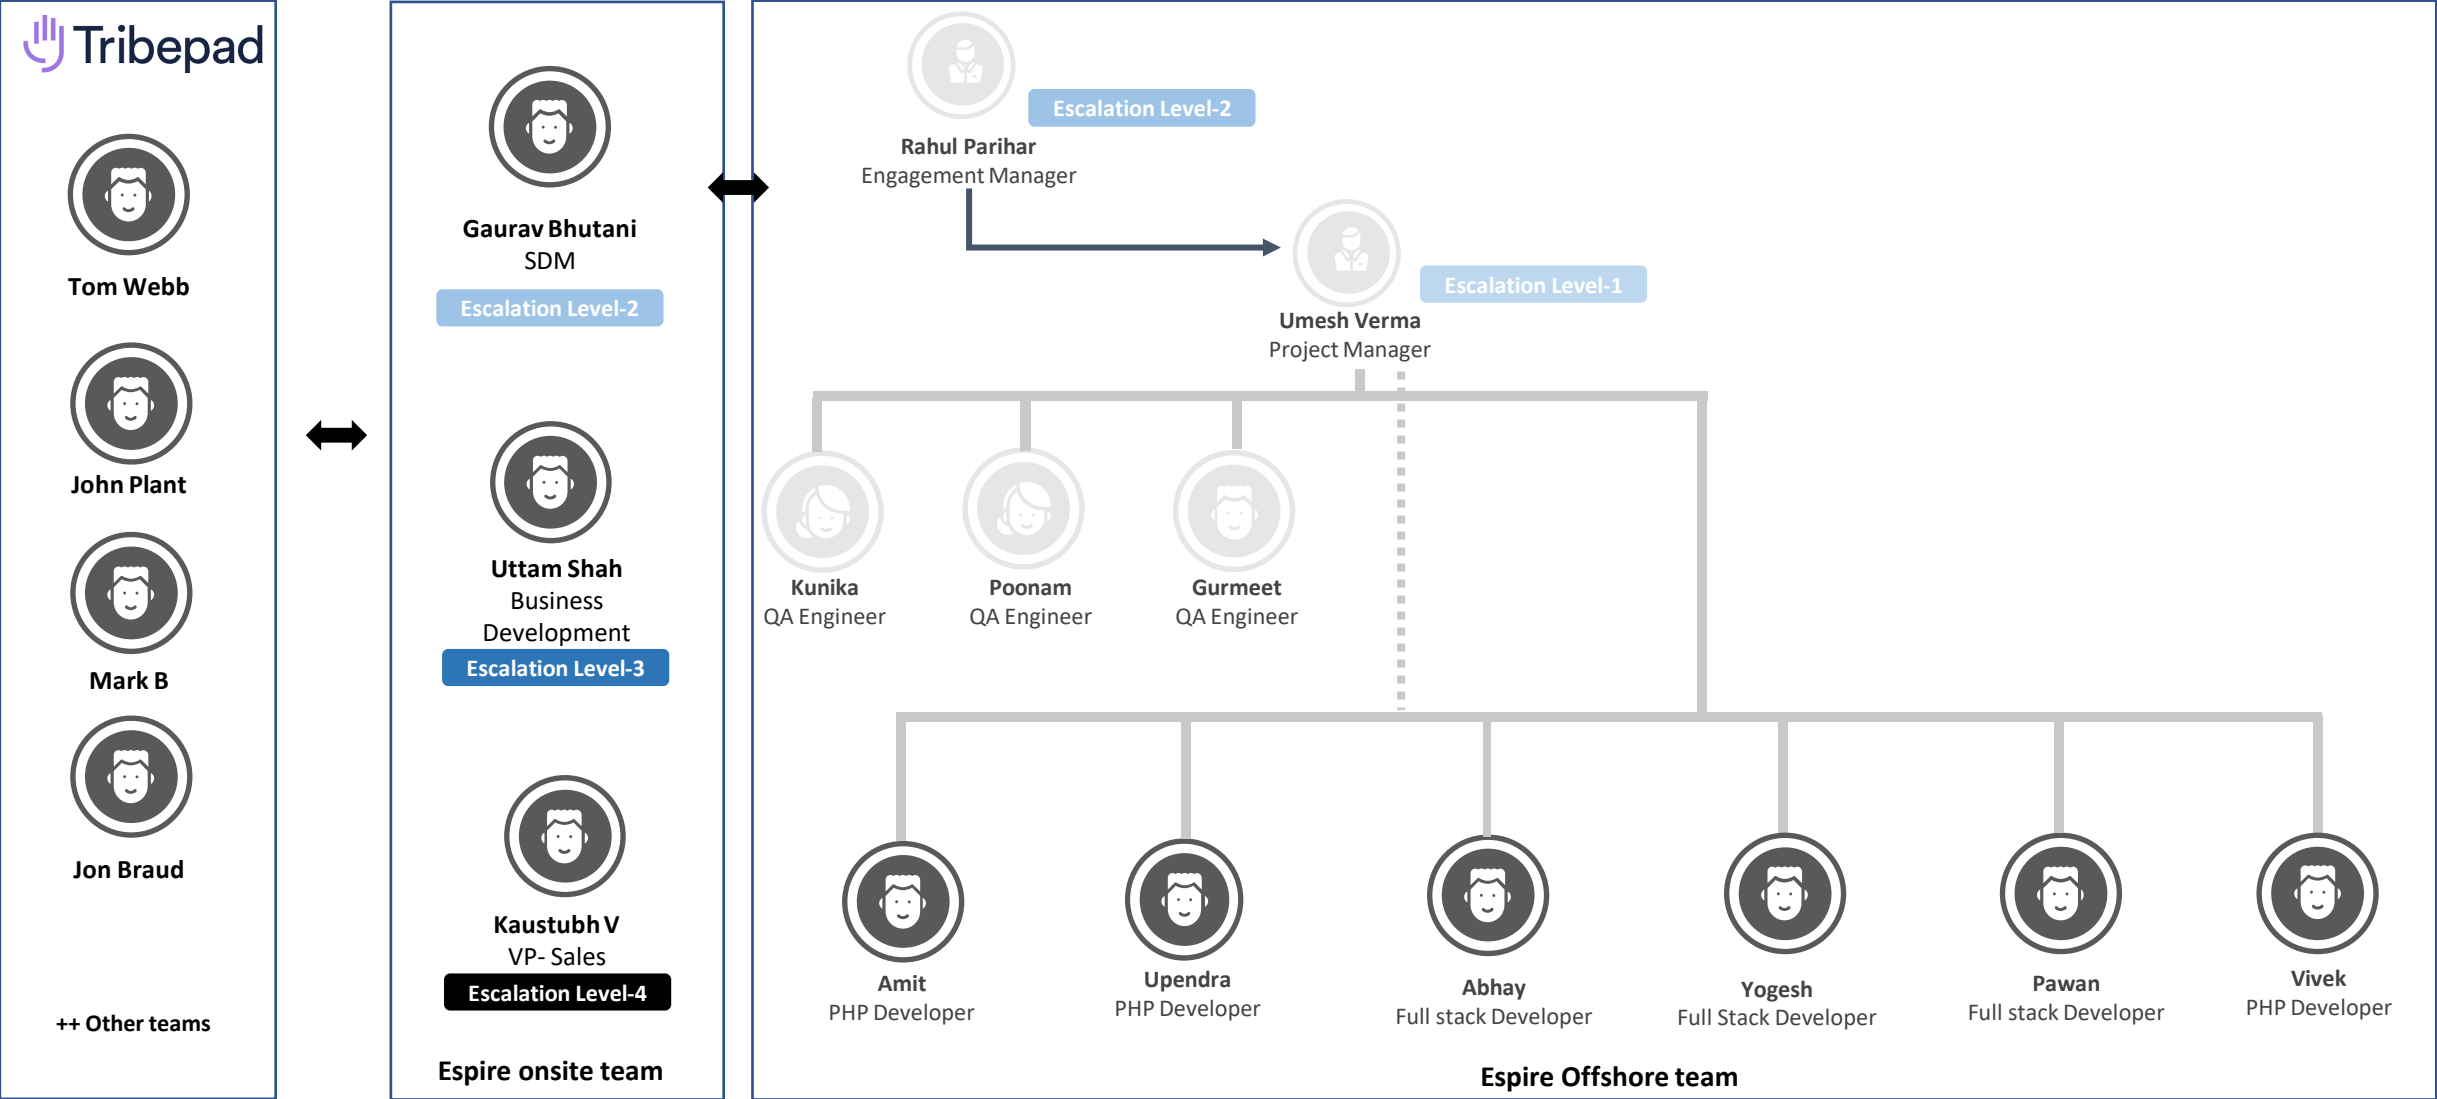 Tribepad
Tom Webb
John Plant
Mark B
Jon Braud
++ Other teams
Gaurav Bhutani
SDM
Escalation Level-2
Uttam Shah
Business
Development
Escalation Level-3
Kaustubh V
VP- Sales
Escalation Level-4
Espire onsite team
Escalation Level-2
Rahul Parihar
Engagement Manager
Escalation Level-1
Umesh Verma
Project Manager
Kunika
QA Engineer
Poonam
QA Engineer
Gurmeet
QA Engineer
Amit
PHP Developer
Upendra
PHP Developer
Abhay
Full stack Developer
Yogesh
Full Stack Developer
Pawan
Full stack Developer
Vivek
PHP Developer
Espire Offshore team